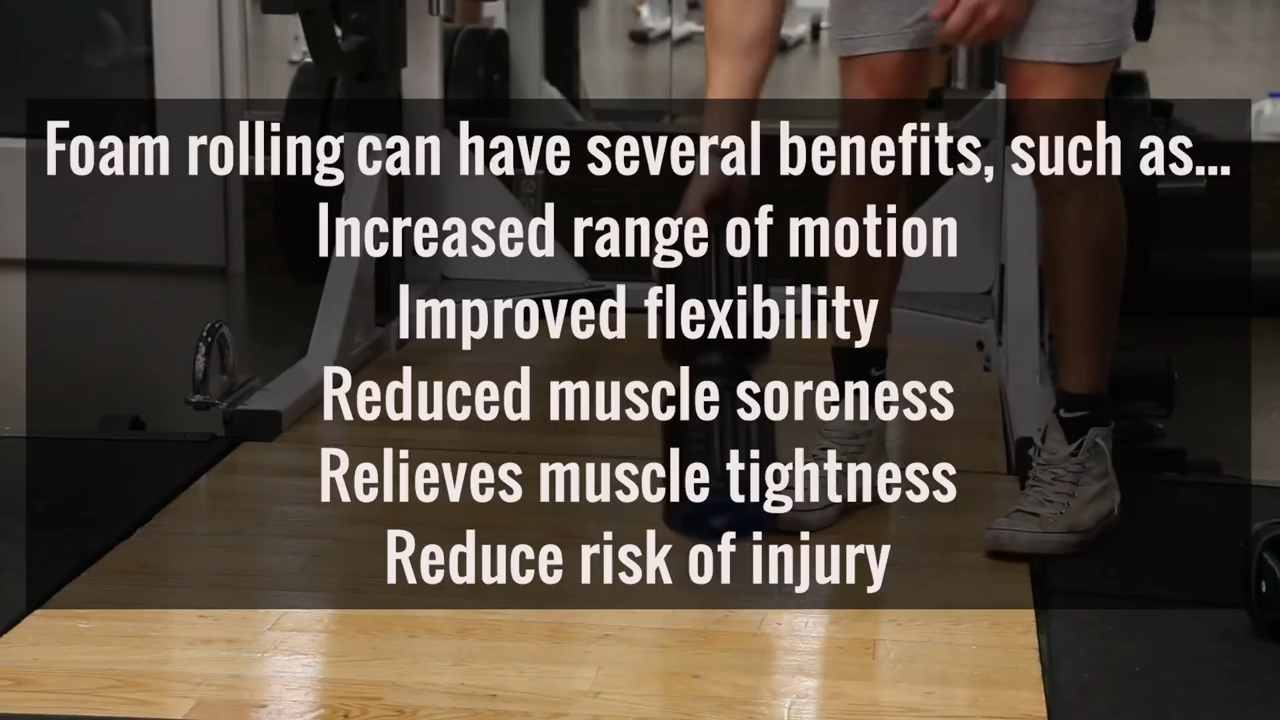 Foam rolling can have several benefits, such as...
Increased range of motion
Improved flexibility
Reduced muscle soreness
Relieves muscle tightness
Reduce risk of injury